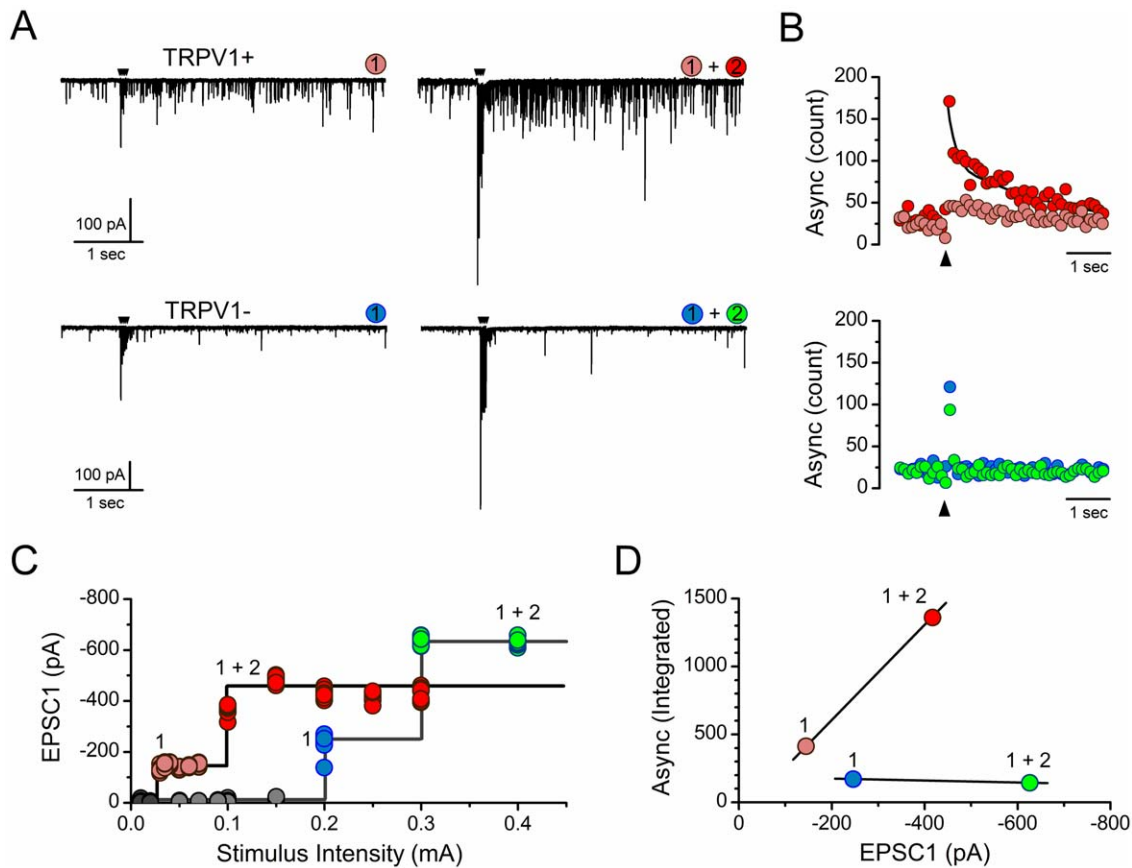 A
TRPV1+
1
1 + 2
100 pA
1 sec
TRPV1-
1
1 + 2
100 pA
1 sec
B
Async (count)
200
150
100
50
0
1 sec
Async (count)
200
150
100
50
0
1 sec
C
EPSC1 (pA)
-800
-600
-400
-200
0
1 + 2
1 + 2
1
1
0.0 0.1 0.2 0.3 0.4
Stimulus Intensity (mA)
D
Async (Integrated)
1500
1000
500
0
1 + 2
1
1
1 + 2
0 -200 -400 -600 -800
EPSC1 (pA)